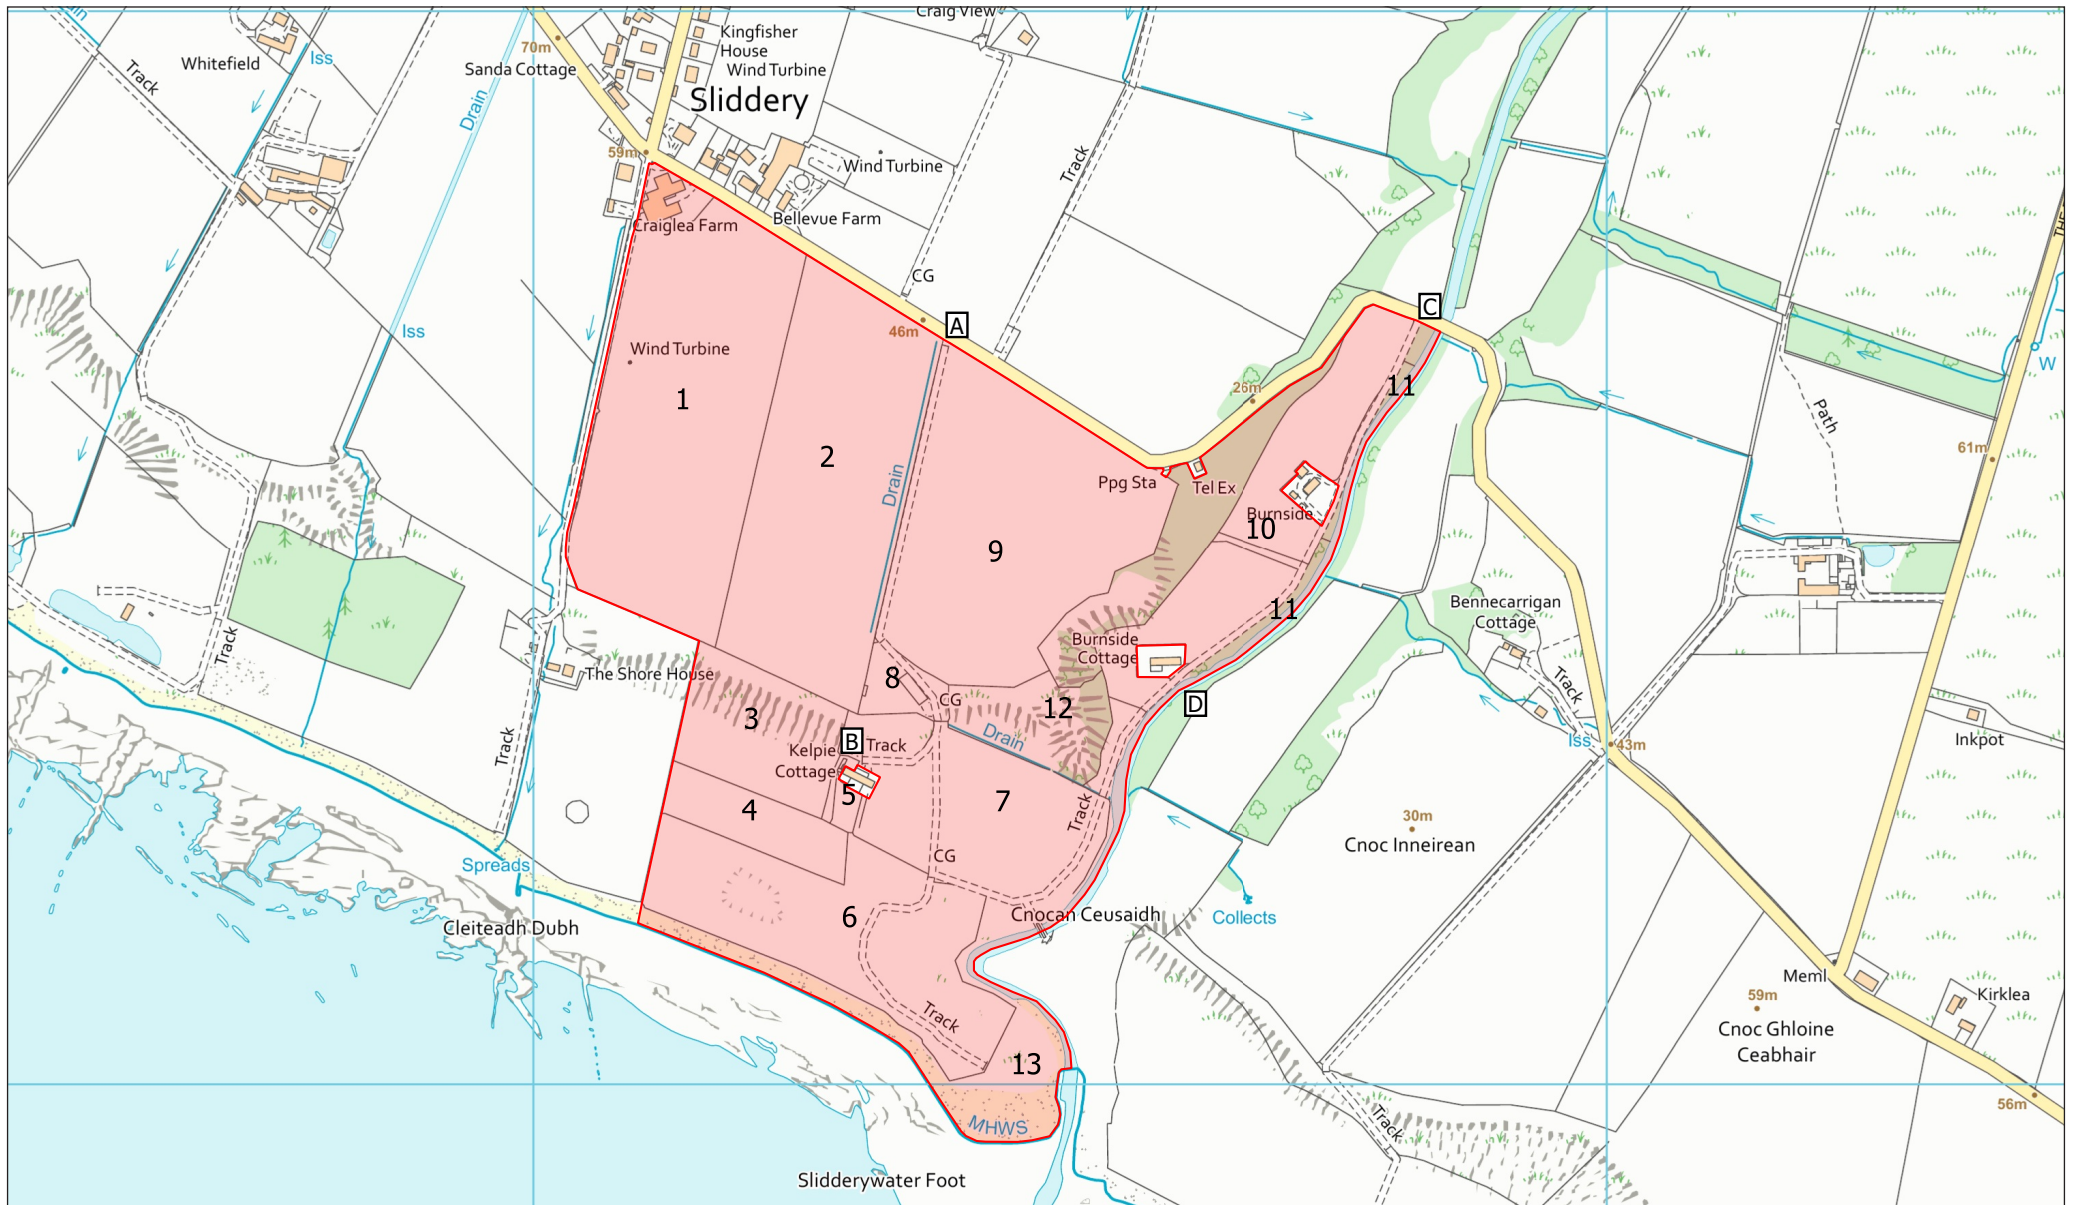 Craig View
Kingfisher
House
Iss
Whitefield
70m
Sanda Cottage
Wind Turbine
Track
Sliddery
Drain
59m
Wind Turbine
Track
Craiglea Farm
Bellevue Farm
CG
46m
A
C
Iss
Wind Turbine
W
1
26m
11
Path
2
61m
Drain
Ppg Sta
Tel Ex
Burnside
10
9
11
Bennecarrigan
Cottage
Track
Burnside
Cottage
The Shore House
8
CG
Track
D
12
3
Drain
B
Track
Kelpie
Cottage
Iss
43m
Inkpot
Track
5
4
7
Track
30m
Cnoc Inneirean
CG
Spreads
6
Cnocan Ceusaidh
Collects
Cleiteadh Dubh
Meml
59m
Kirklea
Track
Cnoc Ghloine
Ceabhair
13
56m
MHWS
Track
Slidderywater Foot